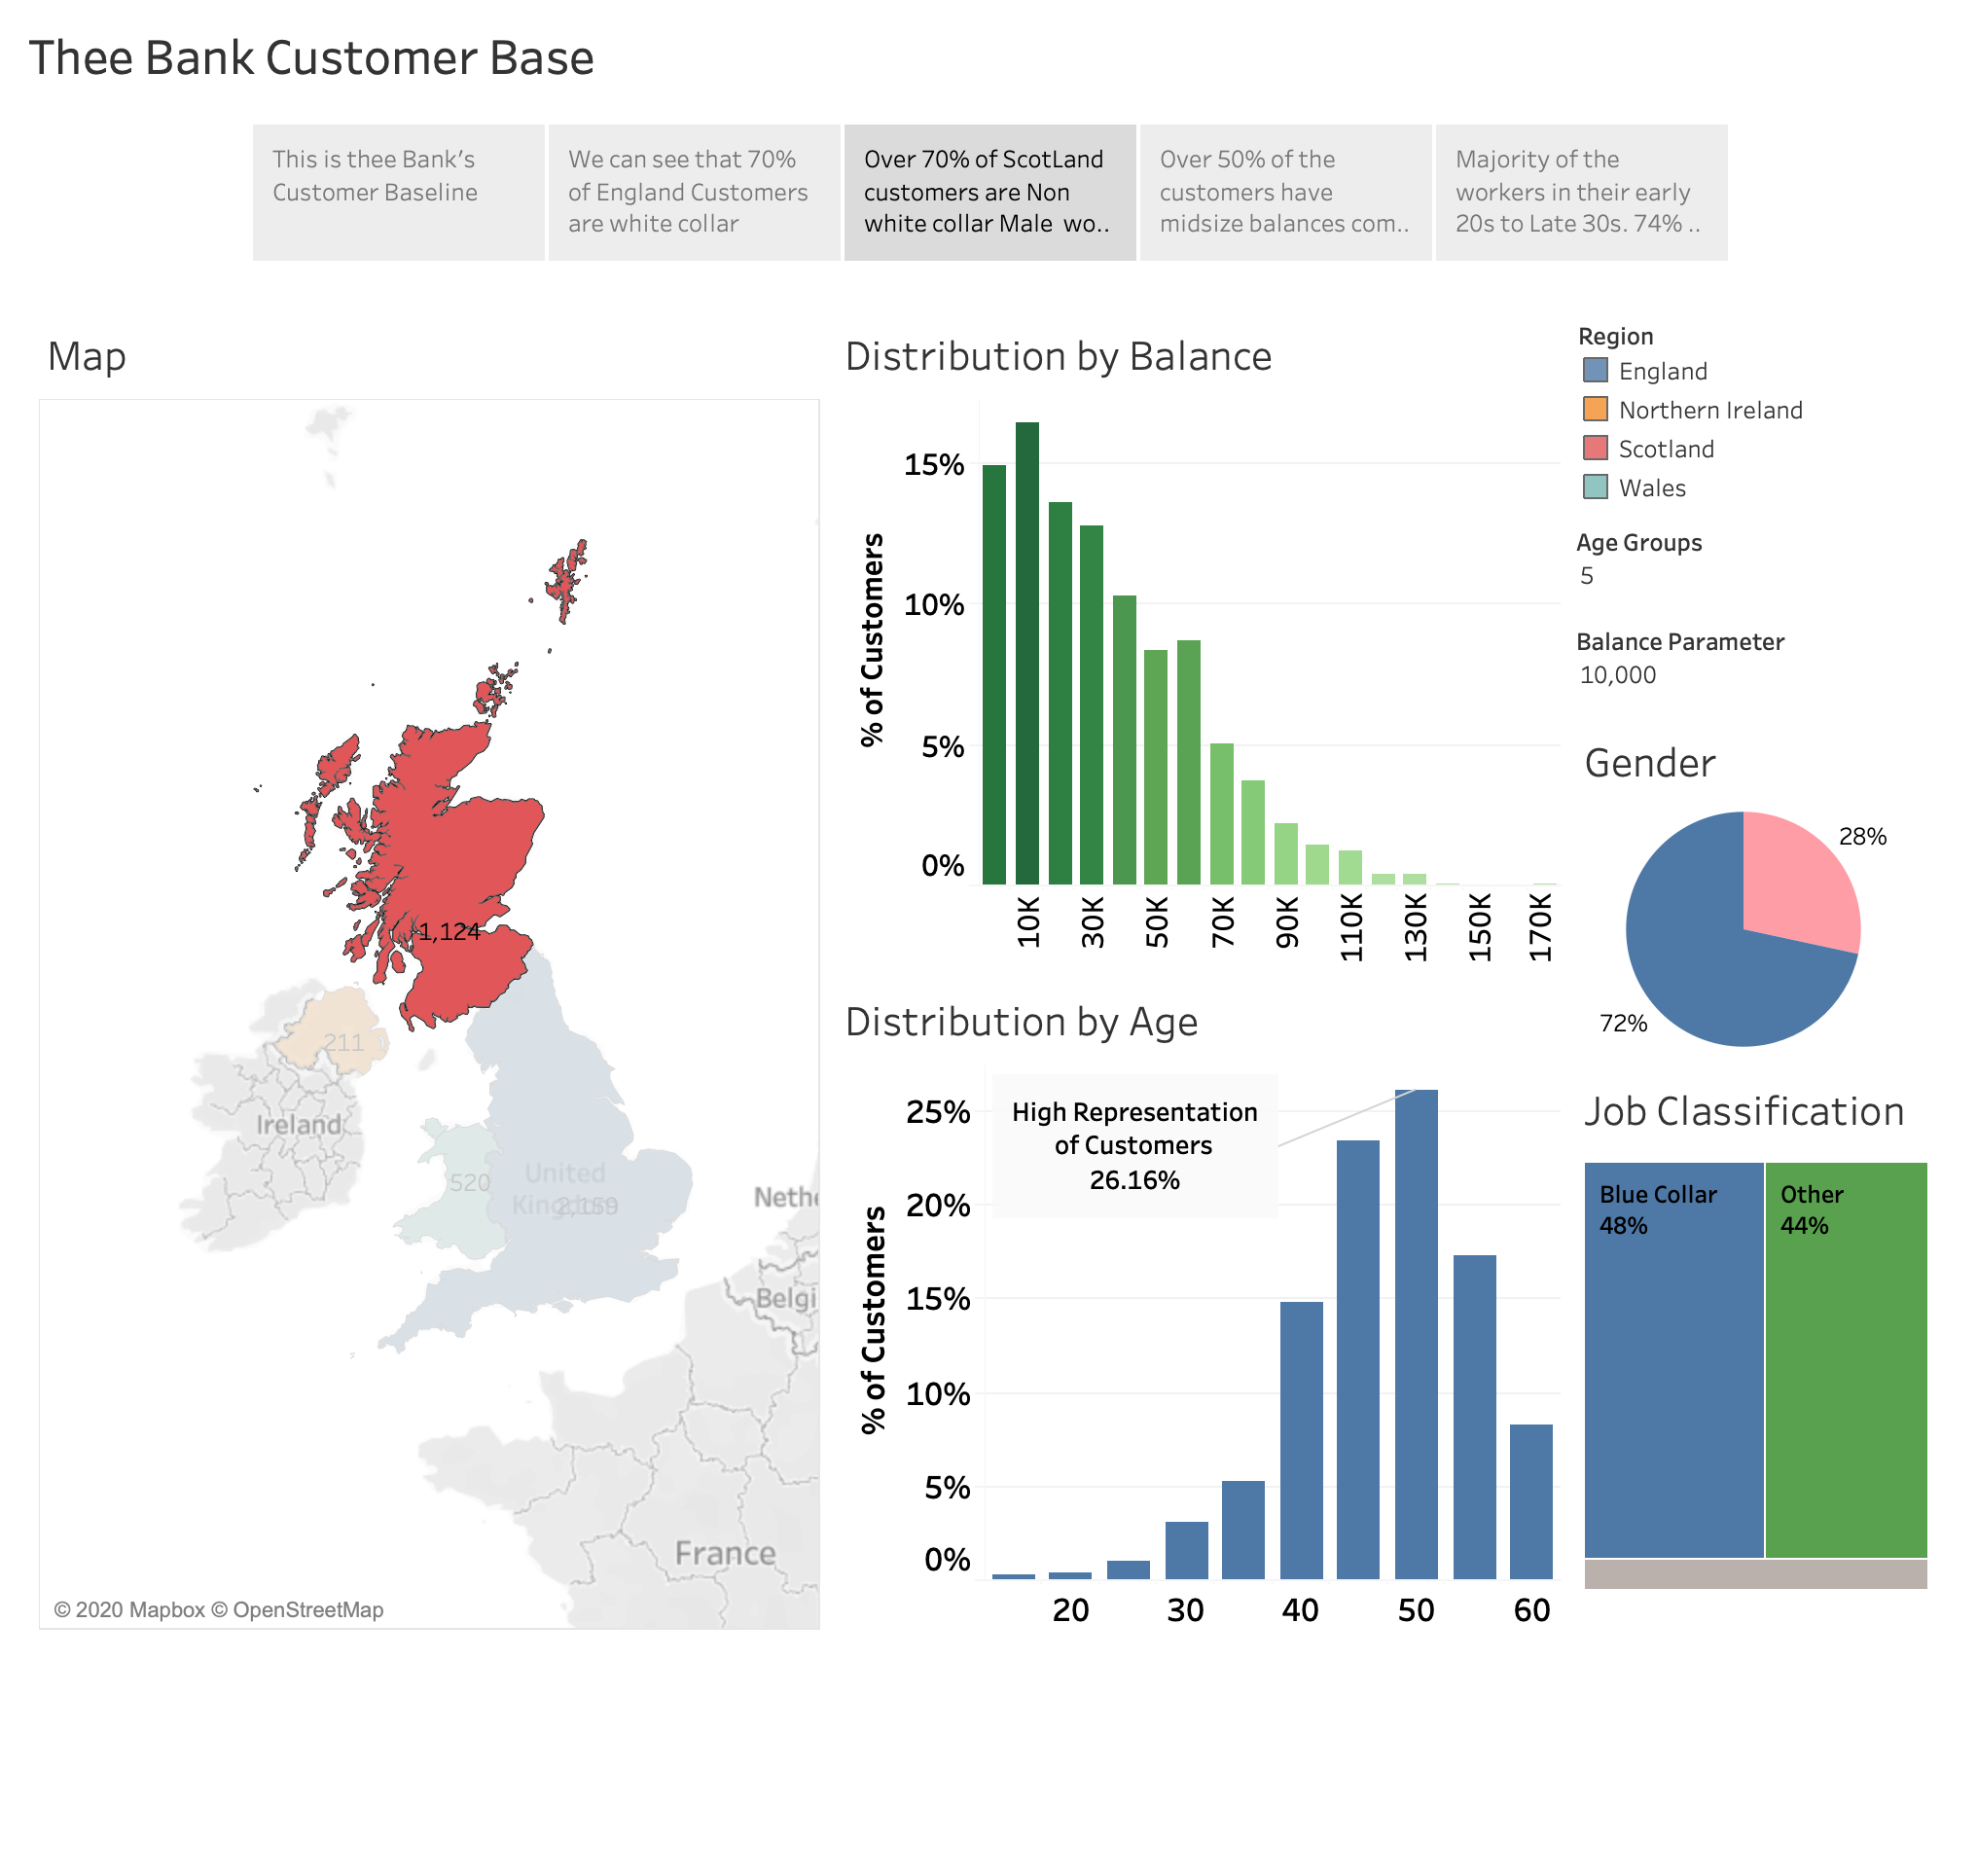 Thee Bank Customer Base
This is thee Bank's
Customer Baseline
We can see that 70%
of England Customers
are white collar
Over 70% of ScotLand
customers are Non
white collar Male  wo..
Over 50% of the
customers have
midsize balances com..
Majority of the
workers in their early
20s to Late 30s. 74% ..
Map
1,124
211
Ireland
520
United
Kingdom
2,159
Nethe
Belgi
France
© 2020 Mapbox © OpenStreetMap
Distribution by Balance
% of Customers
15%
10%
5%
0%
10K
30K
50K
70K
90K
110K
130K
150K
170K
Distribution by Age
% of Customers
25%
20%
15%
10%
5%
0%
High Representation
of Customers
26.16%
20
30
40
50
60
Region
England
Northern Ireland
Scotland
Wales
Age Groups
5
Balance Parameter
10,000
Gender
28%
72%
Job Classification
Blue Collar
48%
Other
44%